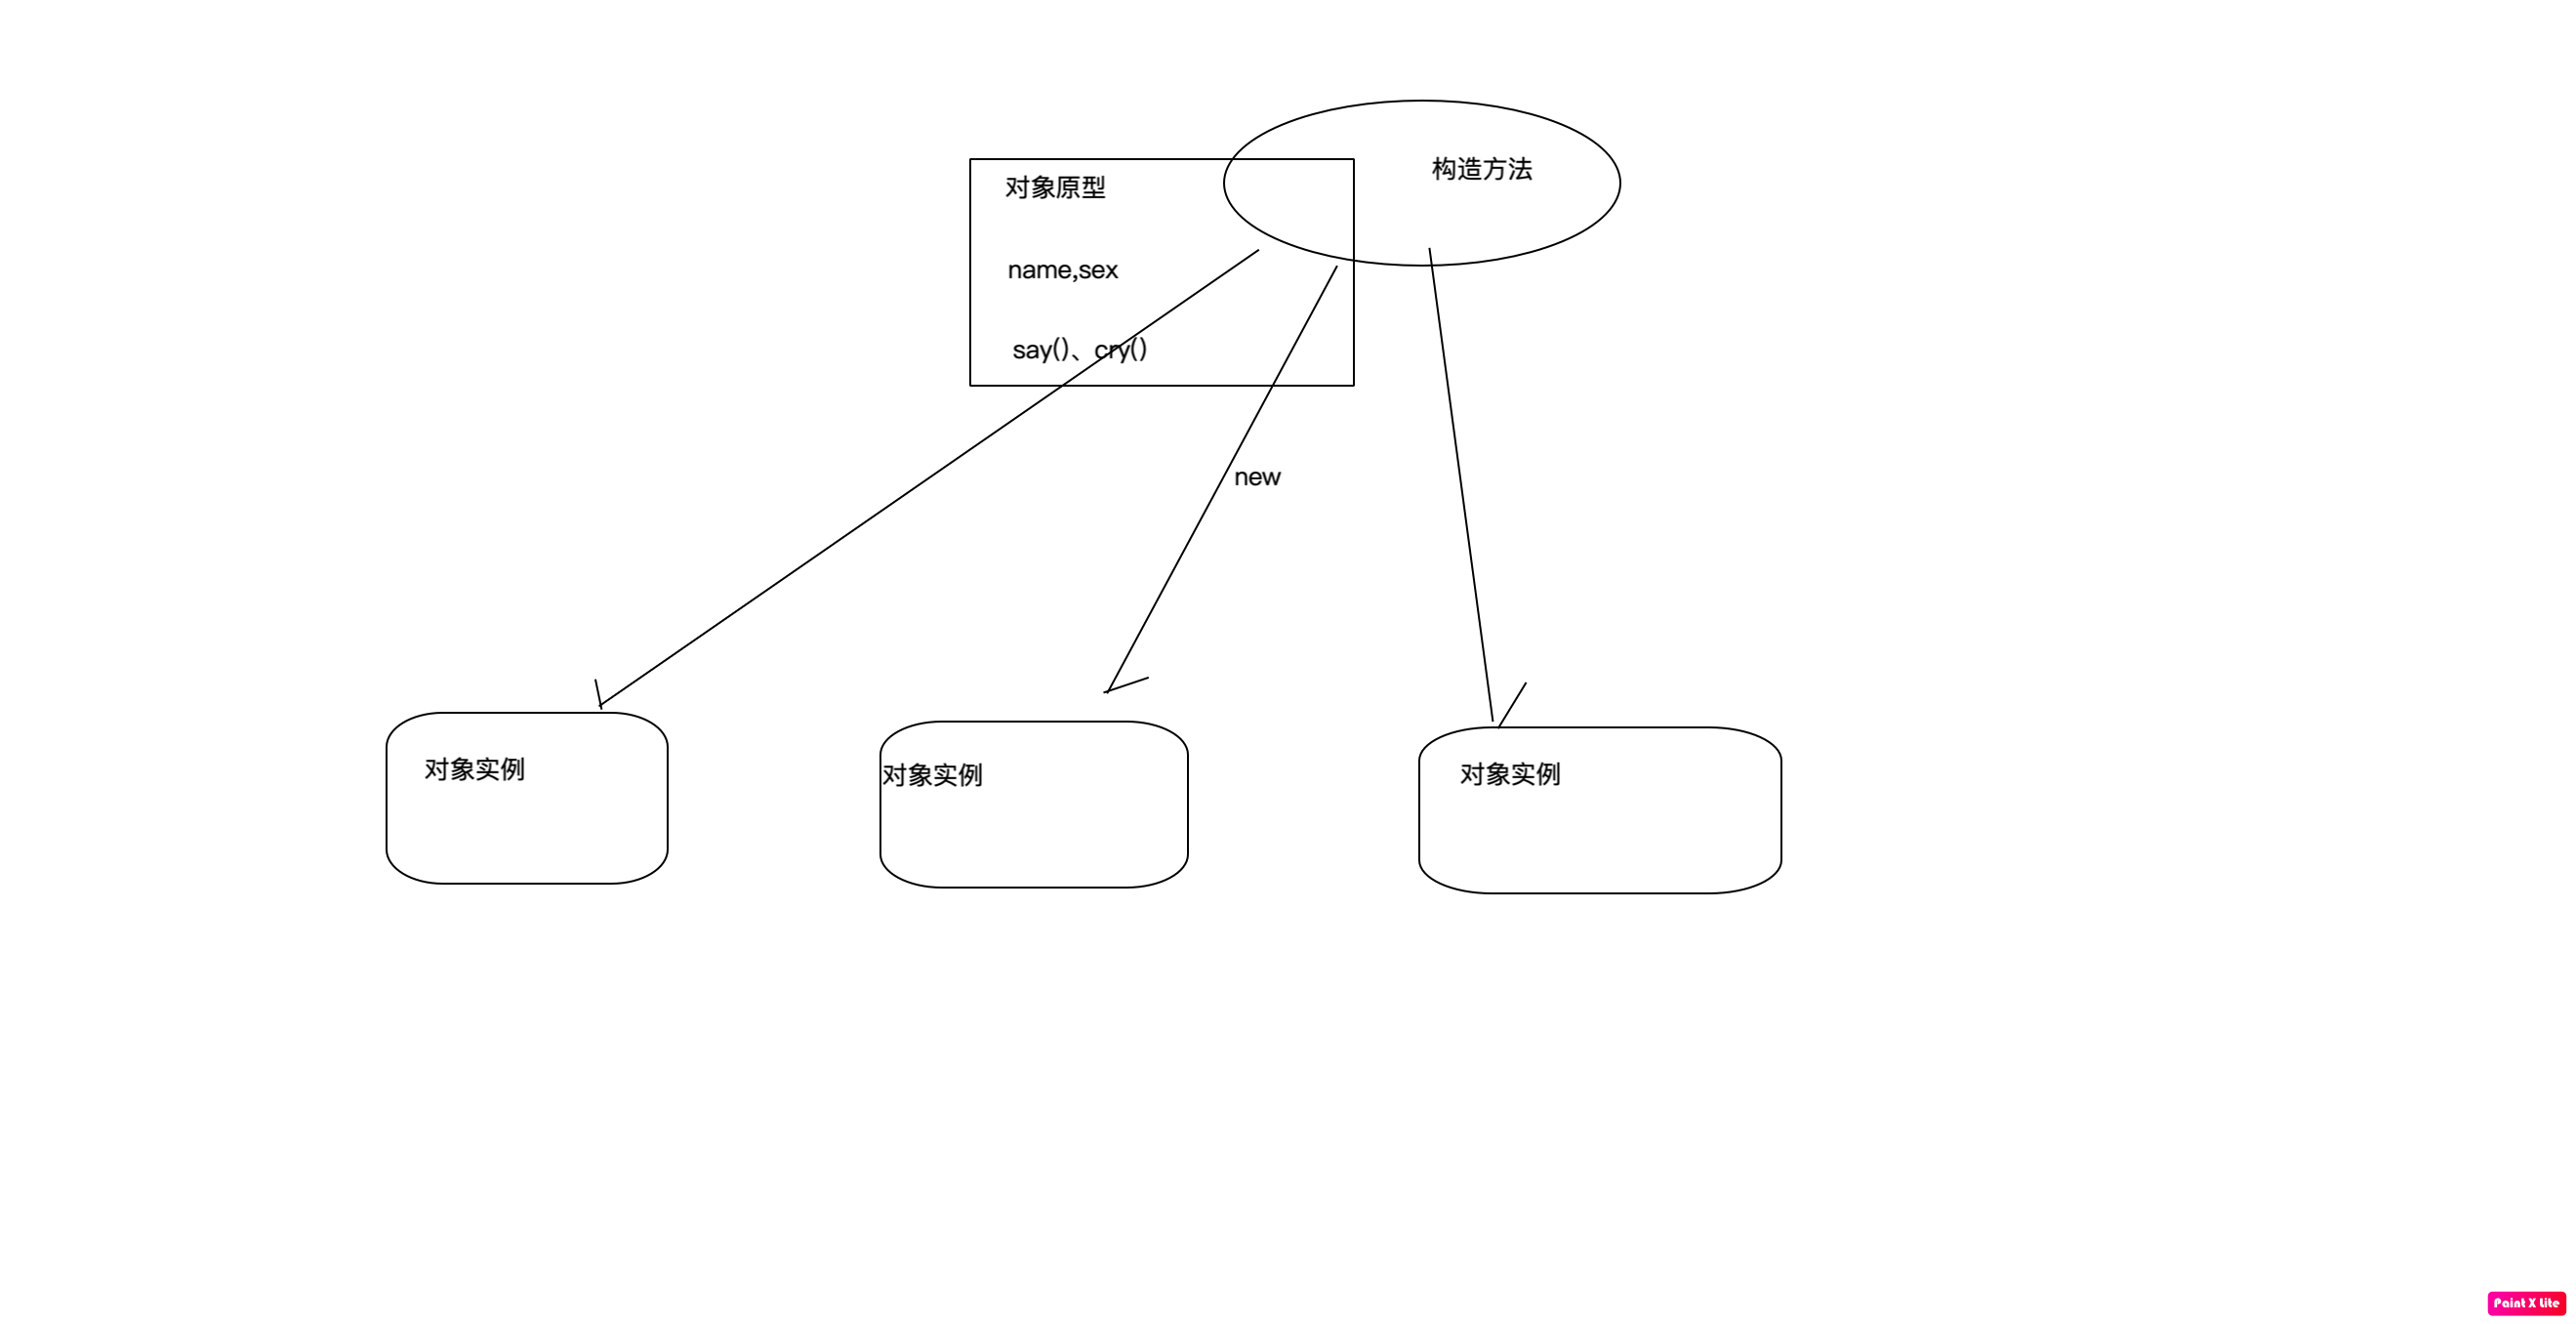 构造方法
对象原型
name,sex
say()、cry()
new
对象实例
对象实例
对象实例
Paint X Lite